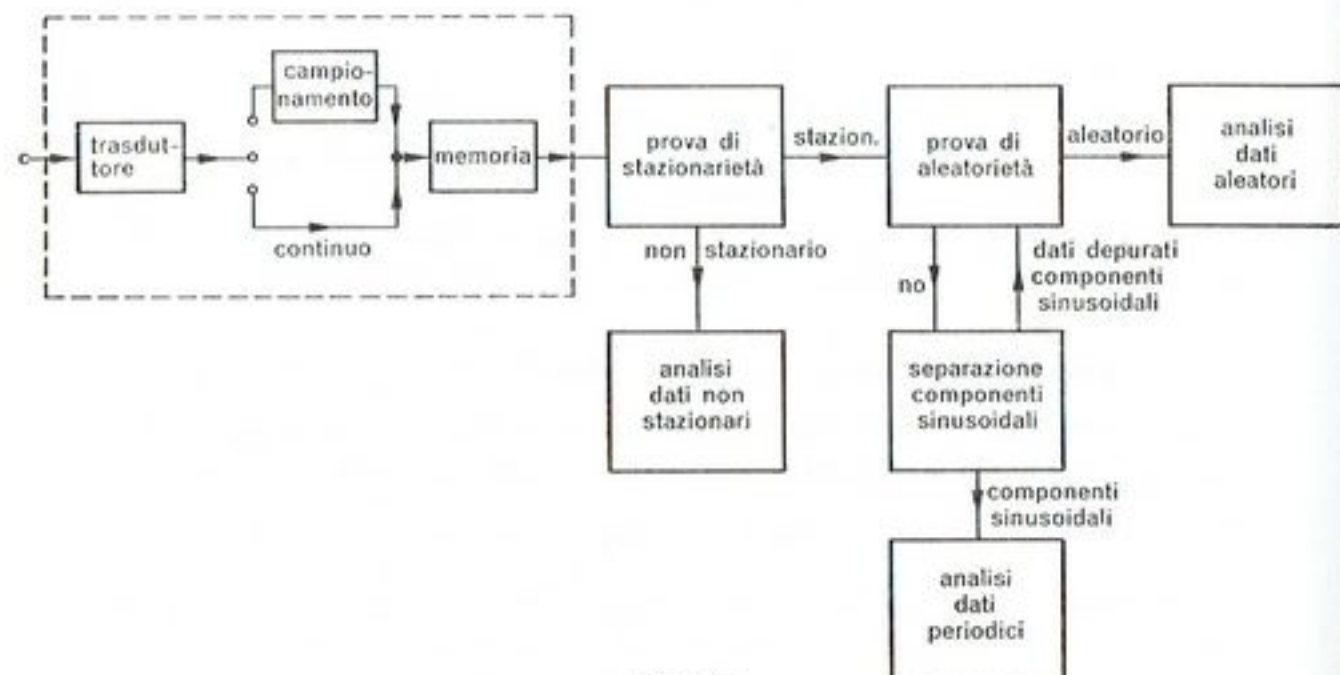 campio-
namento
trasdut-
tore
memoria
continuo
prova di
stazionarietà
stazion.
prova di
aleatorietà
aleatorio
analisi
dati
aleatori
non stazionario
no
dati depurati
componenti
sinusoidali
analisi
dati non
stazionari
separazione
componenti
sinusoidali
componenti
sinusoidali
analisi
dati
periodici